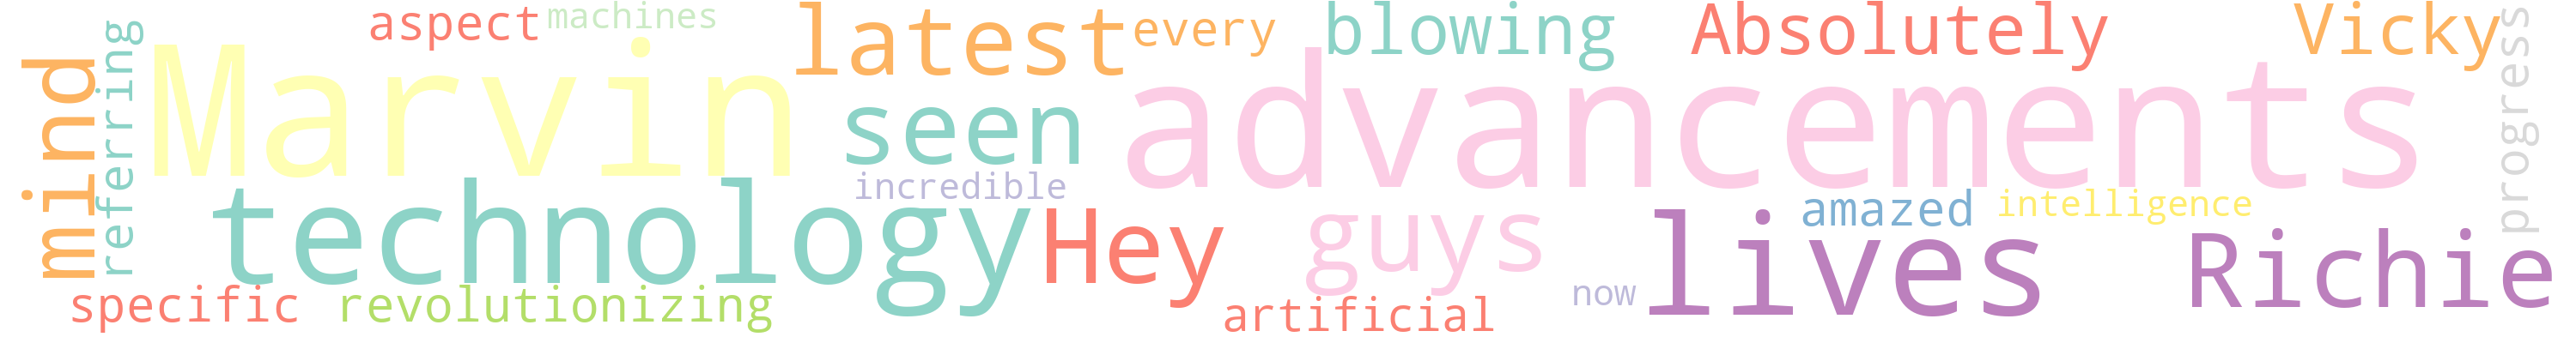 aspect
machines
latest
every
blowing
Absolutely
Vicky
mind
referring
Marvin
seen
advancements
progress
incredible
technology
Hey
guys
amazed
intelligence
lives
Richie
specific
revolutionizing
artificial
now